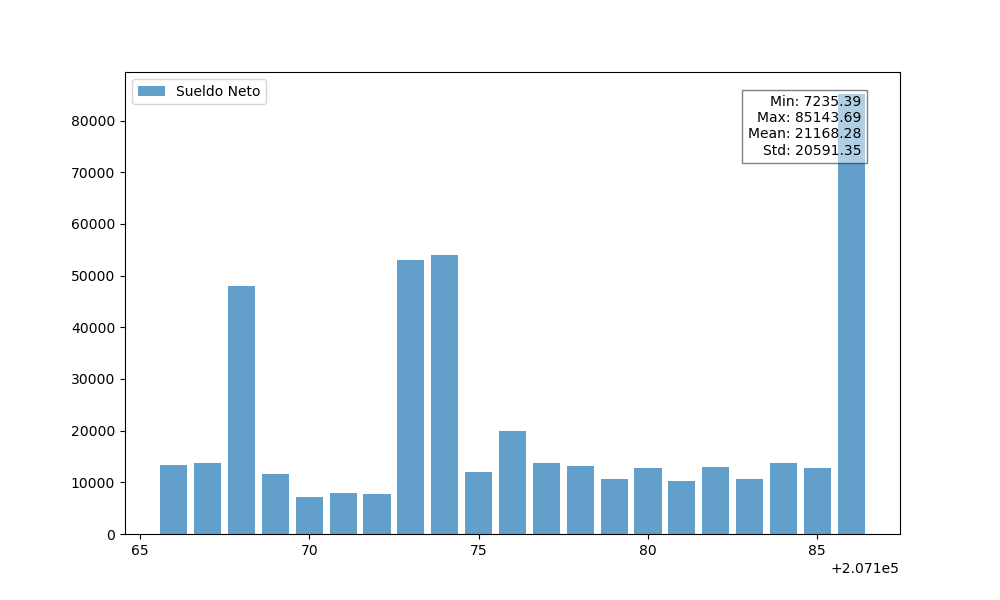 Sueldo Neto
Min: 7235.39
Max: 85143.69
Mean: 21168.28
Std: 20591.35
80000
70000
60000
50000
40000
30000
20000
10000
0
65 70 75 80 85
+2.071e5